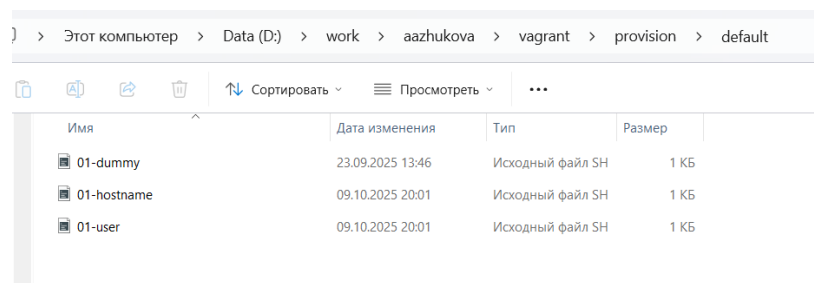 Этот компьютер > Data (D:) > work > aazhukova > vagrant > provision > default
Сортировать Просмотреть ...
Имя Дата изменения Тип Размер
01-dummy 23.09.2025 13:46 Исходный файл SH 1 КБ
01-hostname 09.10.2025 20:01 Исходный файл SH 1 КБ
01-user 09.10.2025 20:01 Исходный файл SH 1 КБ